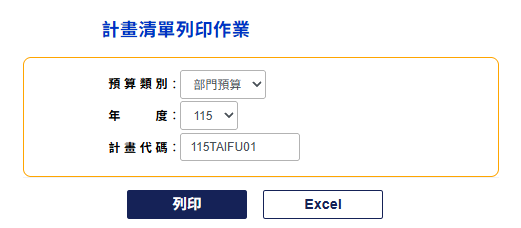 計畫清單列印作業
預算類別： 部門預算
年　　度： 115
計畫代碼： 115TAIFU01
列印 Excel